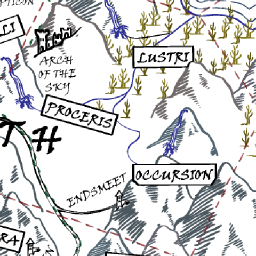 LUSTRI
ARCH
OF THE
SKY
PROCERIS
TH
ENDSMEET
OCCURSION